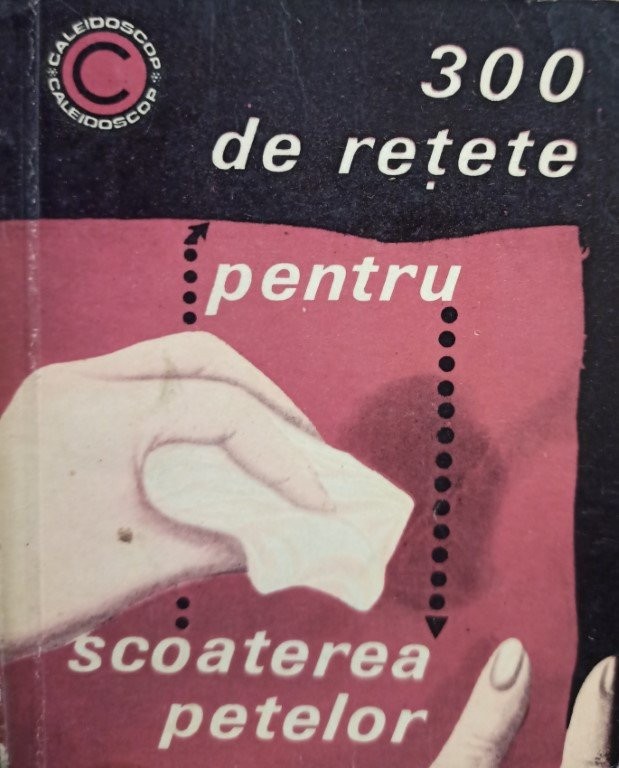 CALEIDOSCOP
C
CALEIDOSCOP
300
de rețete
pentru
scoaterea
petelor